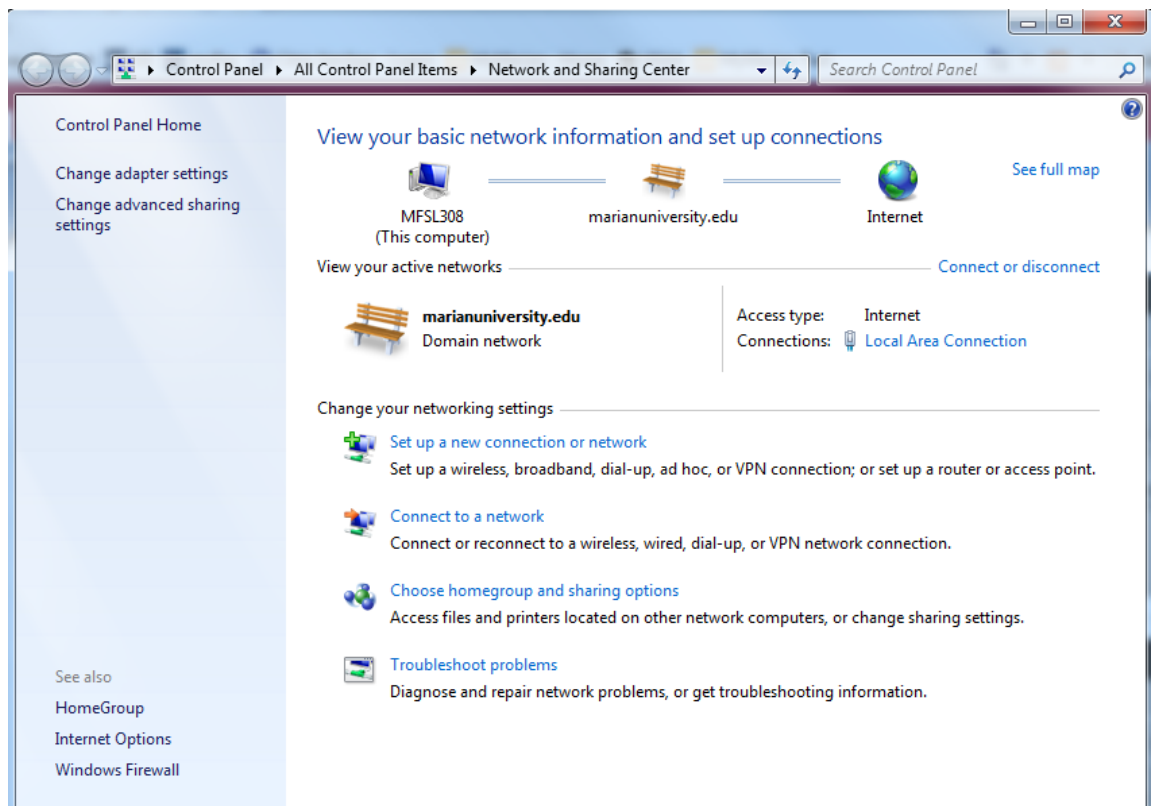 Control Panel ▸ All Control Panel Items ▸ Network and Sharing Center
Search Control Panel
Control Panel Home
Change adapter settings
Change advanced sharing
settings
See also
HomeGroup
Internet Options
Windows Firewall
View your basic network information and set up connections
See full map
MFSL308
(This computer)
marianuniversity.edu
Internet
View your active networks
Connect or disconnect
marianuniversity.edu
Domain network
Access type: Internet
Connections: Local Area Connection
Change your networking settings
Set up a new connection or network
Set up a wireless, broadband, dial-up, ad hoc, or VPN connection; or set up a router or access point.
Connect to a network
Connect or reconnect to a wireless, wired, dial-up, or VPN network connection.
Choose homegroup and sharing options
Access files and printers located on other network computers, or change sharing settings.
Troubleshoot problems
Diagnose and repair network problems, or get troubleshooting information.